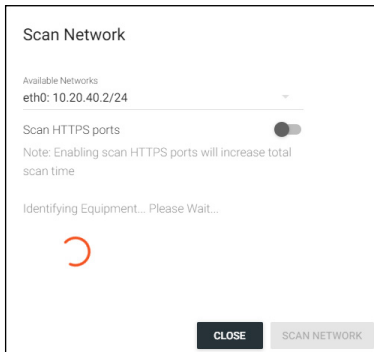 Scan Network
Available Networks
eth0: 10.20.40.2/24
Scan HTTPS ports
Note: Enabling scan HTTPS ports will increase total
scan time
Identifying Equipment... Please Wait...
CLOSE
SCAN NETWORK